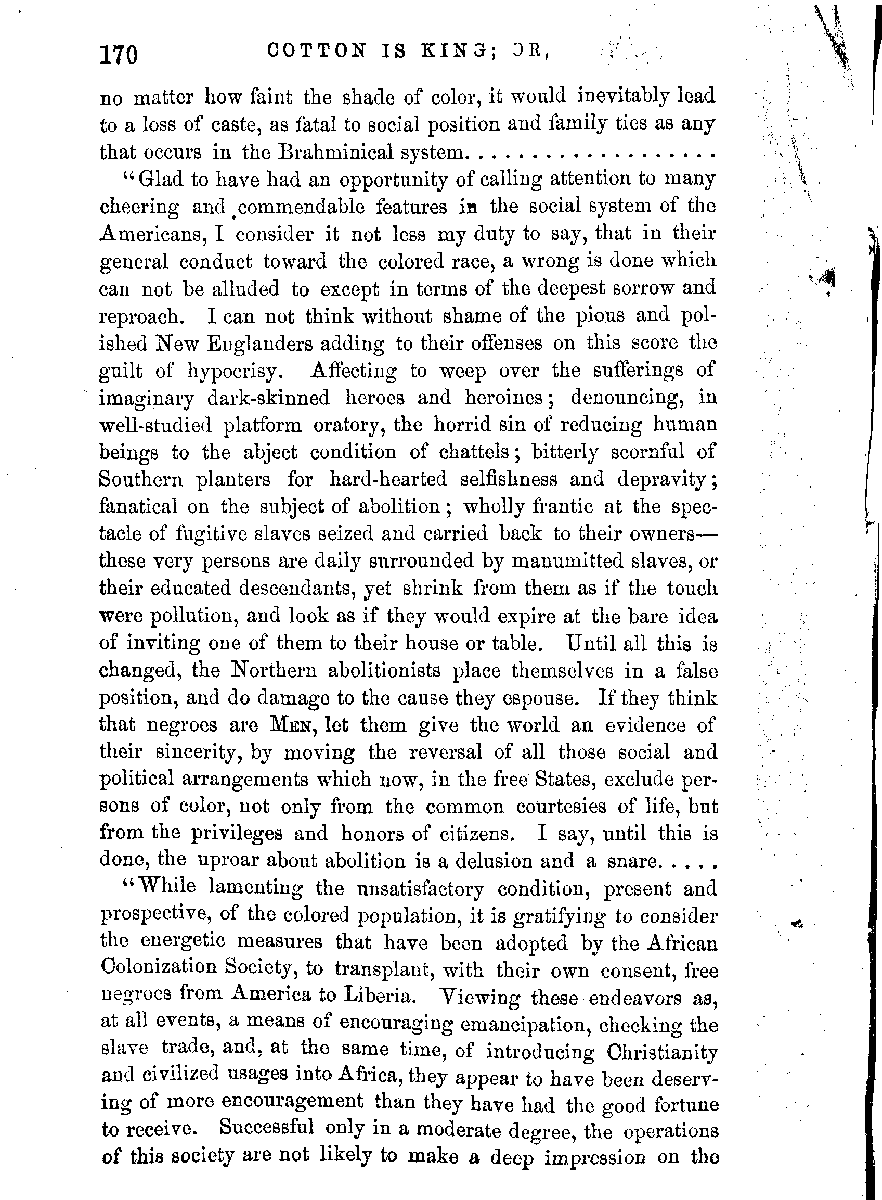 170 COTTON IS KING; OR,
no matter how faint the shade of color, it would inevitably lead
to a loss of caste, as fatal to social position and family ties as any
that occurs in the Brahminical system. . . . . . . . . . . . . . . . . . .
“Glad to have had an opportunity of calling attention to many
cheering and commendable features in the social system of the
Americans, I consider it not less my duty to say, that in their
general conduct toward the colored race, a wrong is done which
can not be alluded to except in terms of the deepest sorrow and
reproach. I can not think without shame of the pious and pol-
ished New Englanders adding to their offenses on this score the
guilt of hypocrisy. Affecting to weep over the sufferings of
imaginary dark-skinned heroes and heroines; denouncing, in
well-studied platform oratory, the horrid sin of reducing human
beings to the abject condition of chattels; bitterly scornful of
Southern planters for hard-hearted selfishness and depravity;
fanatical on the subject of abolition; wholly frantic at the spec-
tacle of fugitive slaves seized and carried back to their owners—
these very persons are daily surrounded by manumitted slaves, or
their educated descendants, yet shrink from them as if the touch
were pollution, and look as if they would expire at the bare idea
of inviting one of them to their house or table. Until all this is
changed, the Northern abolitionists place themselves in a false
position, and do damage to the cause they espouse. If they think
that negroes are MEN, let them give the world an evidence of
their sincerity, by moving the reversal of all those social and
political arrangements which now, in the free States, exclude per-
sons of color, not only from the common courtesies of life, but
from the privileges and honors of citizens. I say, until this is
done, the uproar about abolition is a delusion and a snare. . . . .
“While lamenting the unsatisfactory condition, present and
prospective, of the colored population, it is gratifying to consider
the energetic measures that have been adopted by the African
Colonization Society, to transplant, with their own consent, free
negroes from America to Liberia. Viewing these endeavors as,
at all events, a means of encouraging emancipation, checking the
slave trade, and, at the same time, of introducing Christianity
and civilized usages into Africa, they appear to have been deserv-
ing of more encouragement than they have had the good fortune
to receive. Successful only in a moderate degree, the operations
of this society are not likely to make a deep impression on the